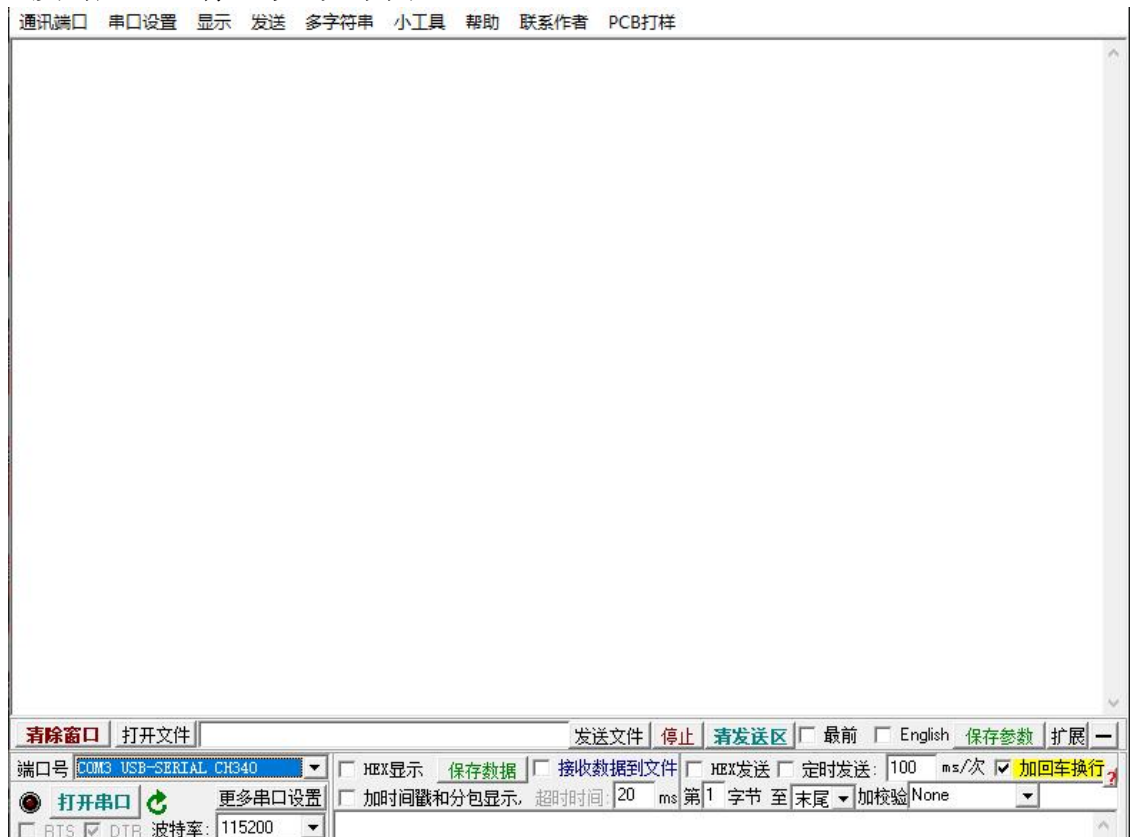 通讯端口 串口设置 显示 发送 多字符串 小工具 帮助 联系作者 PCB打样
清除窗口 打开文件 发送文件 停止 清发送区 最前 English 保存参数 扩展 —
端口号 COM3 USB-SERIAL CH340 HEX显示 保存数据 接收数据到文件 HEX发送 定时发送: 100 ms/次 加回车换行 ?
打开串口 更多串口设置 加时间戳和分包显示, 超时时间: 20 ms 第 1 字节 至 末尾 加校验 None
RTS DTR 波特率: 115200